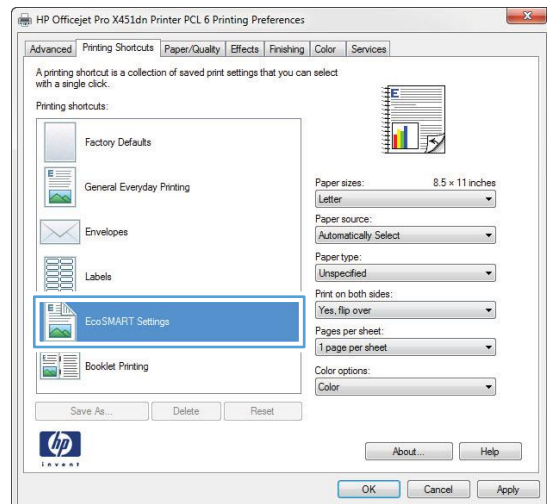 HP Officejet Pro X451dn Printer PCL 6 Printing Preferences
Advanced Printing Shortcuts Paper/Quality Effects Finishing Color Services
A printing shortcut is a collection of saved print settings that you can select
with a single click.
Printing shortcuts:
Factory Defaults
General Everyday Printing
Envelopes
Labels
EcoSMART Settings
Booklet Printing
Save As... Delete Reset
E
Paper sizes: 8.5 × 11 inches
Letter
Paper source:
Automatically Select
Paper type:
Unspecified
Print on both sides:
Yes, flip over
Pages per sheet:
1 page per sheet
Color options:
Color
hp
invent
About... Help
OK Cancel Apply